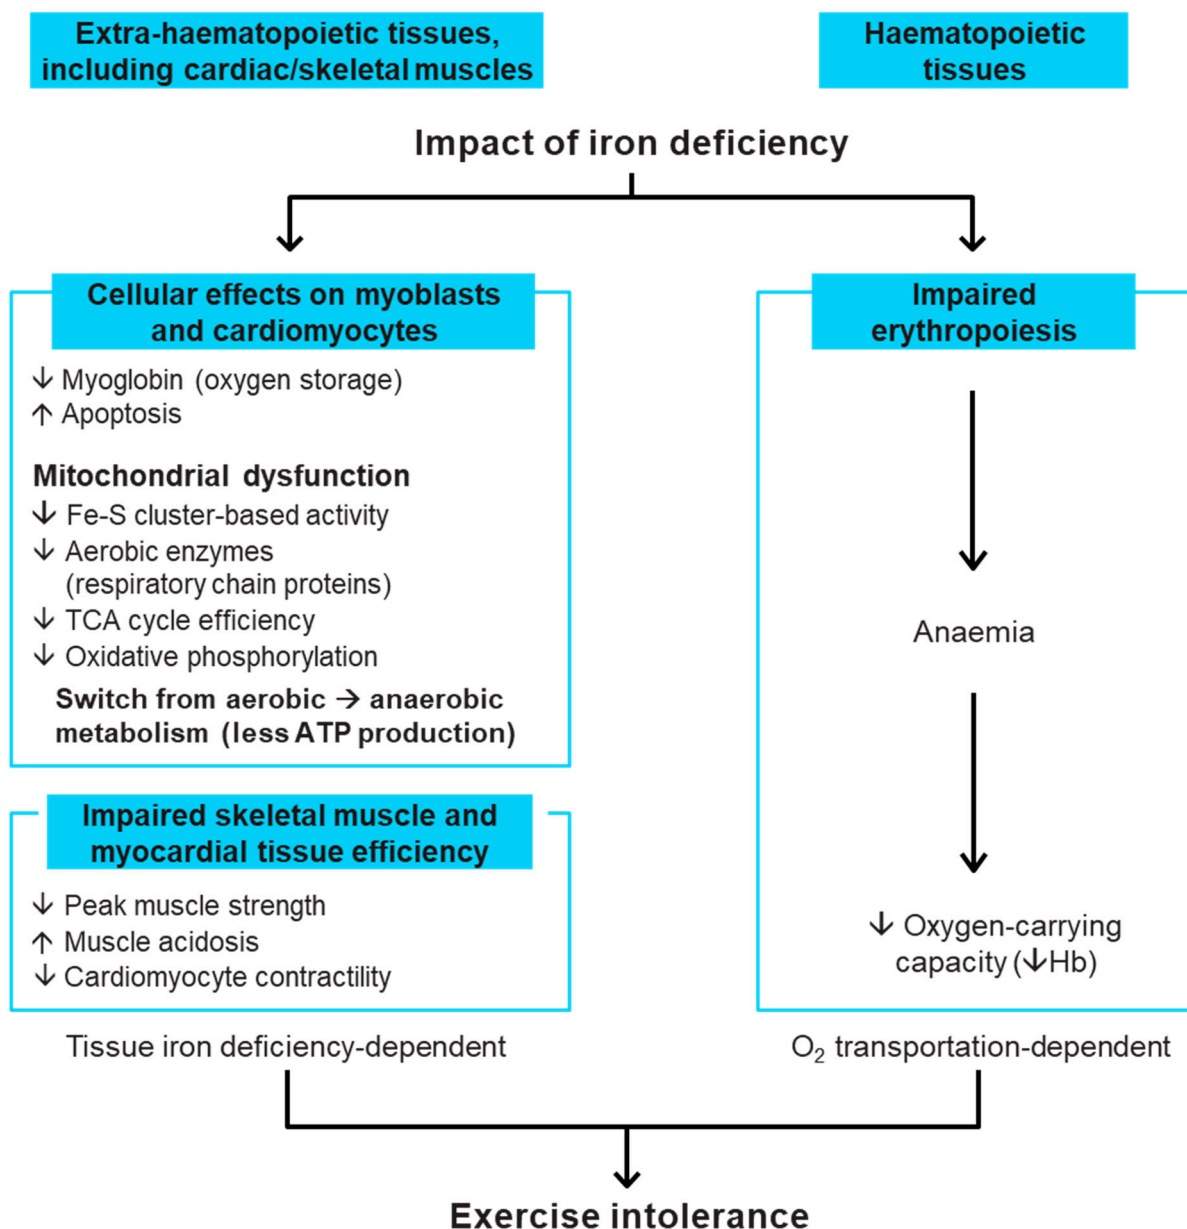 Extra-haematopoietic tissues,
including cardiac/skeletal muscles
Haematopoietic
tissues
Impact of iron deficiency
Cellular effects on myoblasts
and cardiomyocytes
↓ Myoglobin (oxygen storage)
↑ Apoptosis
Mitochondrial dysfunction
↓ Fe-S cluster-based activity
↓ Aerobic enzymes
(respiratory chain proteins)
↓ TCA cycle efficiency
↓ Oxidative phosphorylation
Switch from aerobic → anaerobic
metabolism (less ATP production)
Impaired skeletal muscle and
myocardial tissue efficiency
↓ Peak muscle strength
↑ Muscle acidosis
↓ Cardiomyocyte contractility
Tissue iron deficiency-dependent
Impaired
erythropoiesis
Anaemia
↓ Oxygen-carrying
capacity (↓Hb)
O₂ transportation-dependent
Exercise intolerance